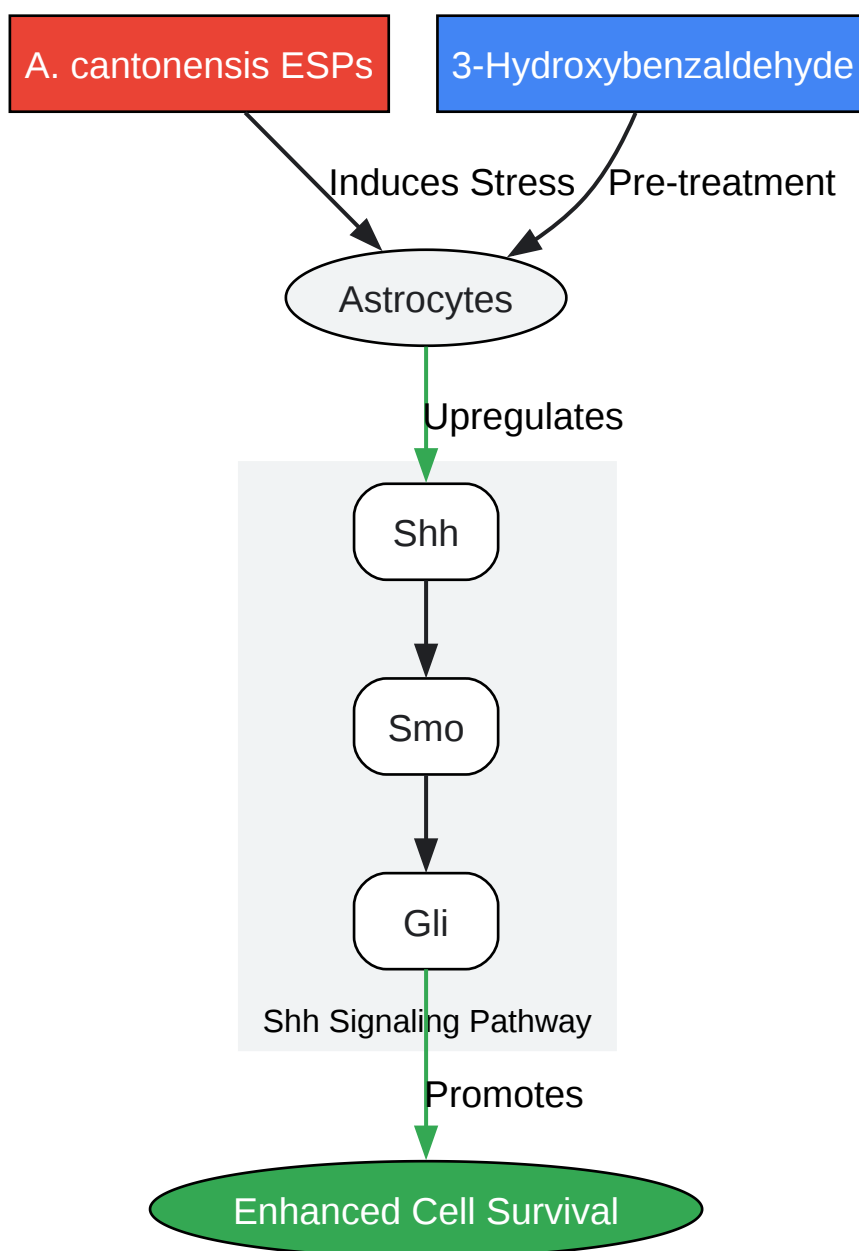 A. cantonensis ESPs
3-Hydroxybenzaldehyde
Induces Stress
Pre-treatment
Astrocytes
Upregulates
Shh
Smo
Gli
Shh Signaling Pathway
Promotes
Enhanced Cell Survival